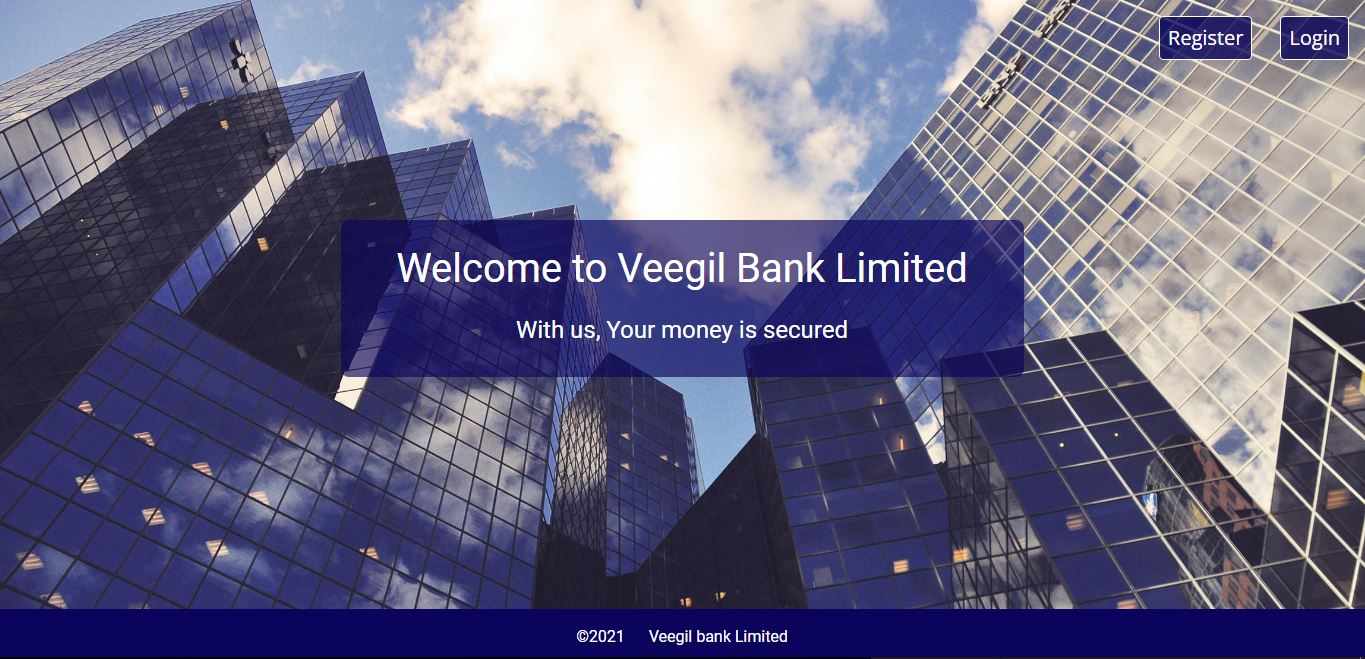 Register Login
Welcome to Veegil Bank Limited
With us, Your money is secured
©2021 Veegil bank Limited